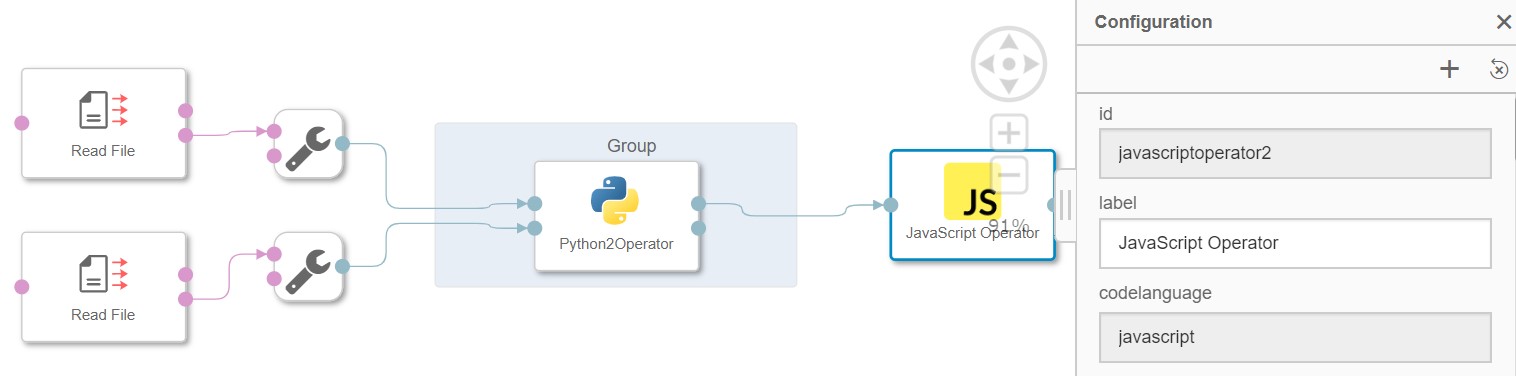 Configuration
Read File
Read File
Group
Python2Operator
JS
JavaScript Operator
91%
id
javascriptoperator2
label
JavaScript Operator
codelanguage
javascript